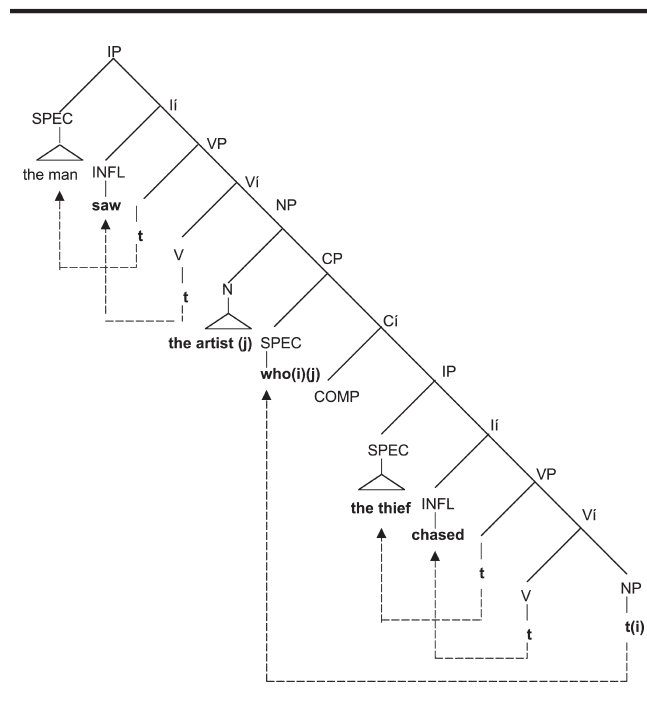 IP
SPEC
Ií
the man
INFL
VP
saw
Ví
t
NP
V
CP
t
N
the artist (j)
SPEC
Cí
who(i)(j)
COMP
IP
SPEC
Ií
the thief
INFL
VP
chased
Ví
t
V
NP
t
t(i)